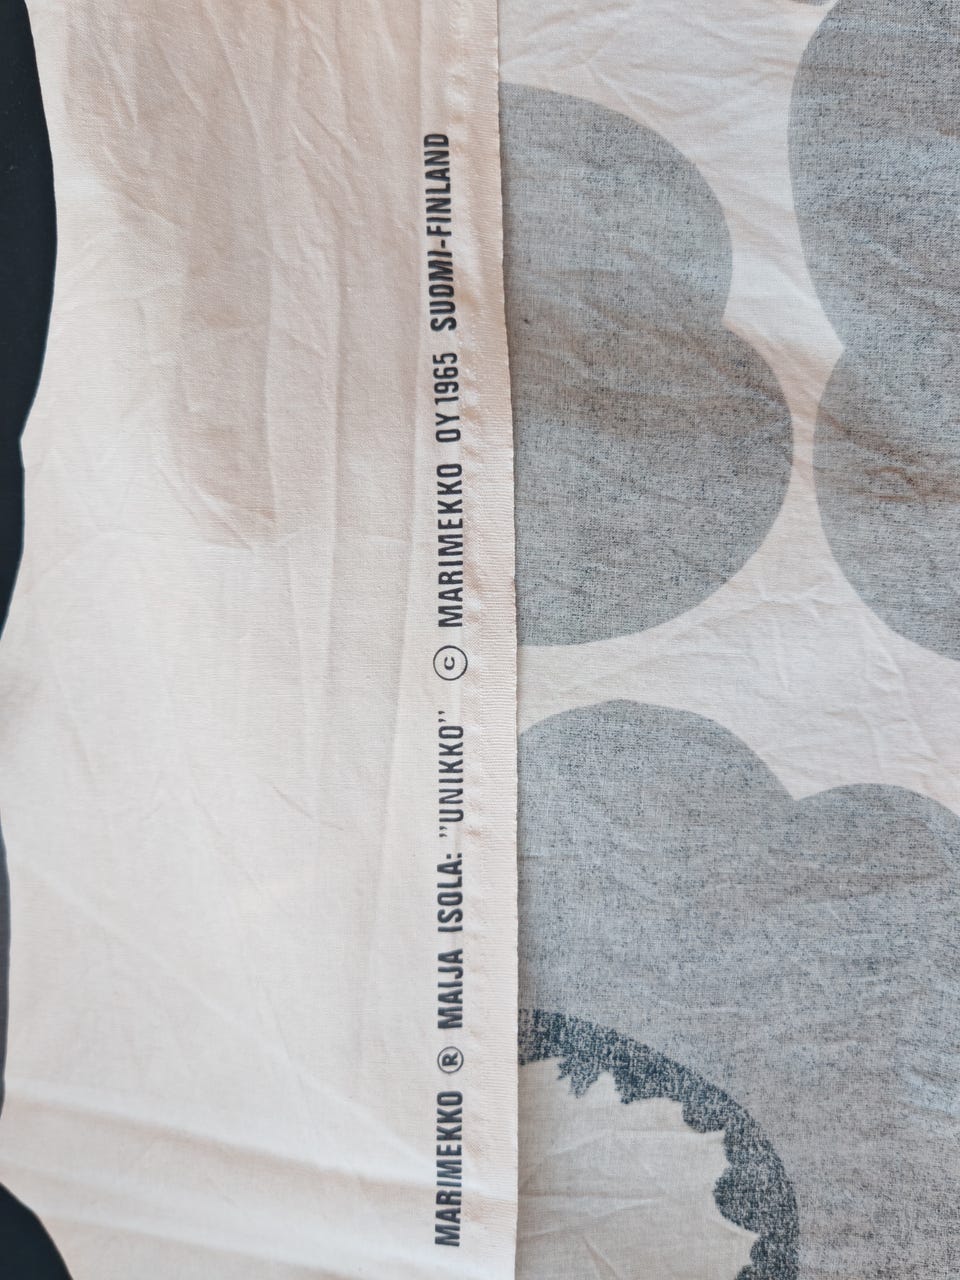 MARIMEKKO ® MAIJA ISOLA: ”UNIKKO” © MARIMEKKO OY 1965 SUOMI-FINLAND